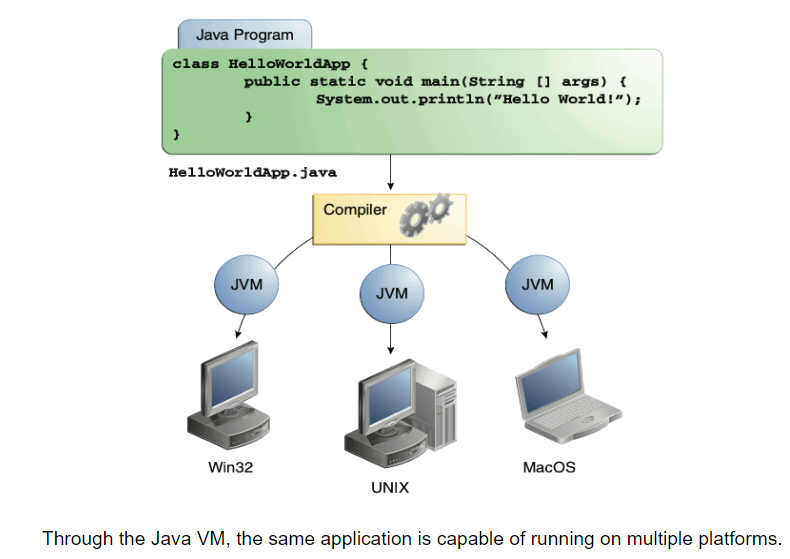 Java Program
class HelloWorldApp {
public static void main(String [] args) {
System.out.println(”Hello World!”);
}
}
HelloWorldApp.java
Compiler
JVM
JVM
JVM
Win32
UNIX
MacOS
Through the Java VM, the same application is capable of running on multiple platforms.